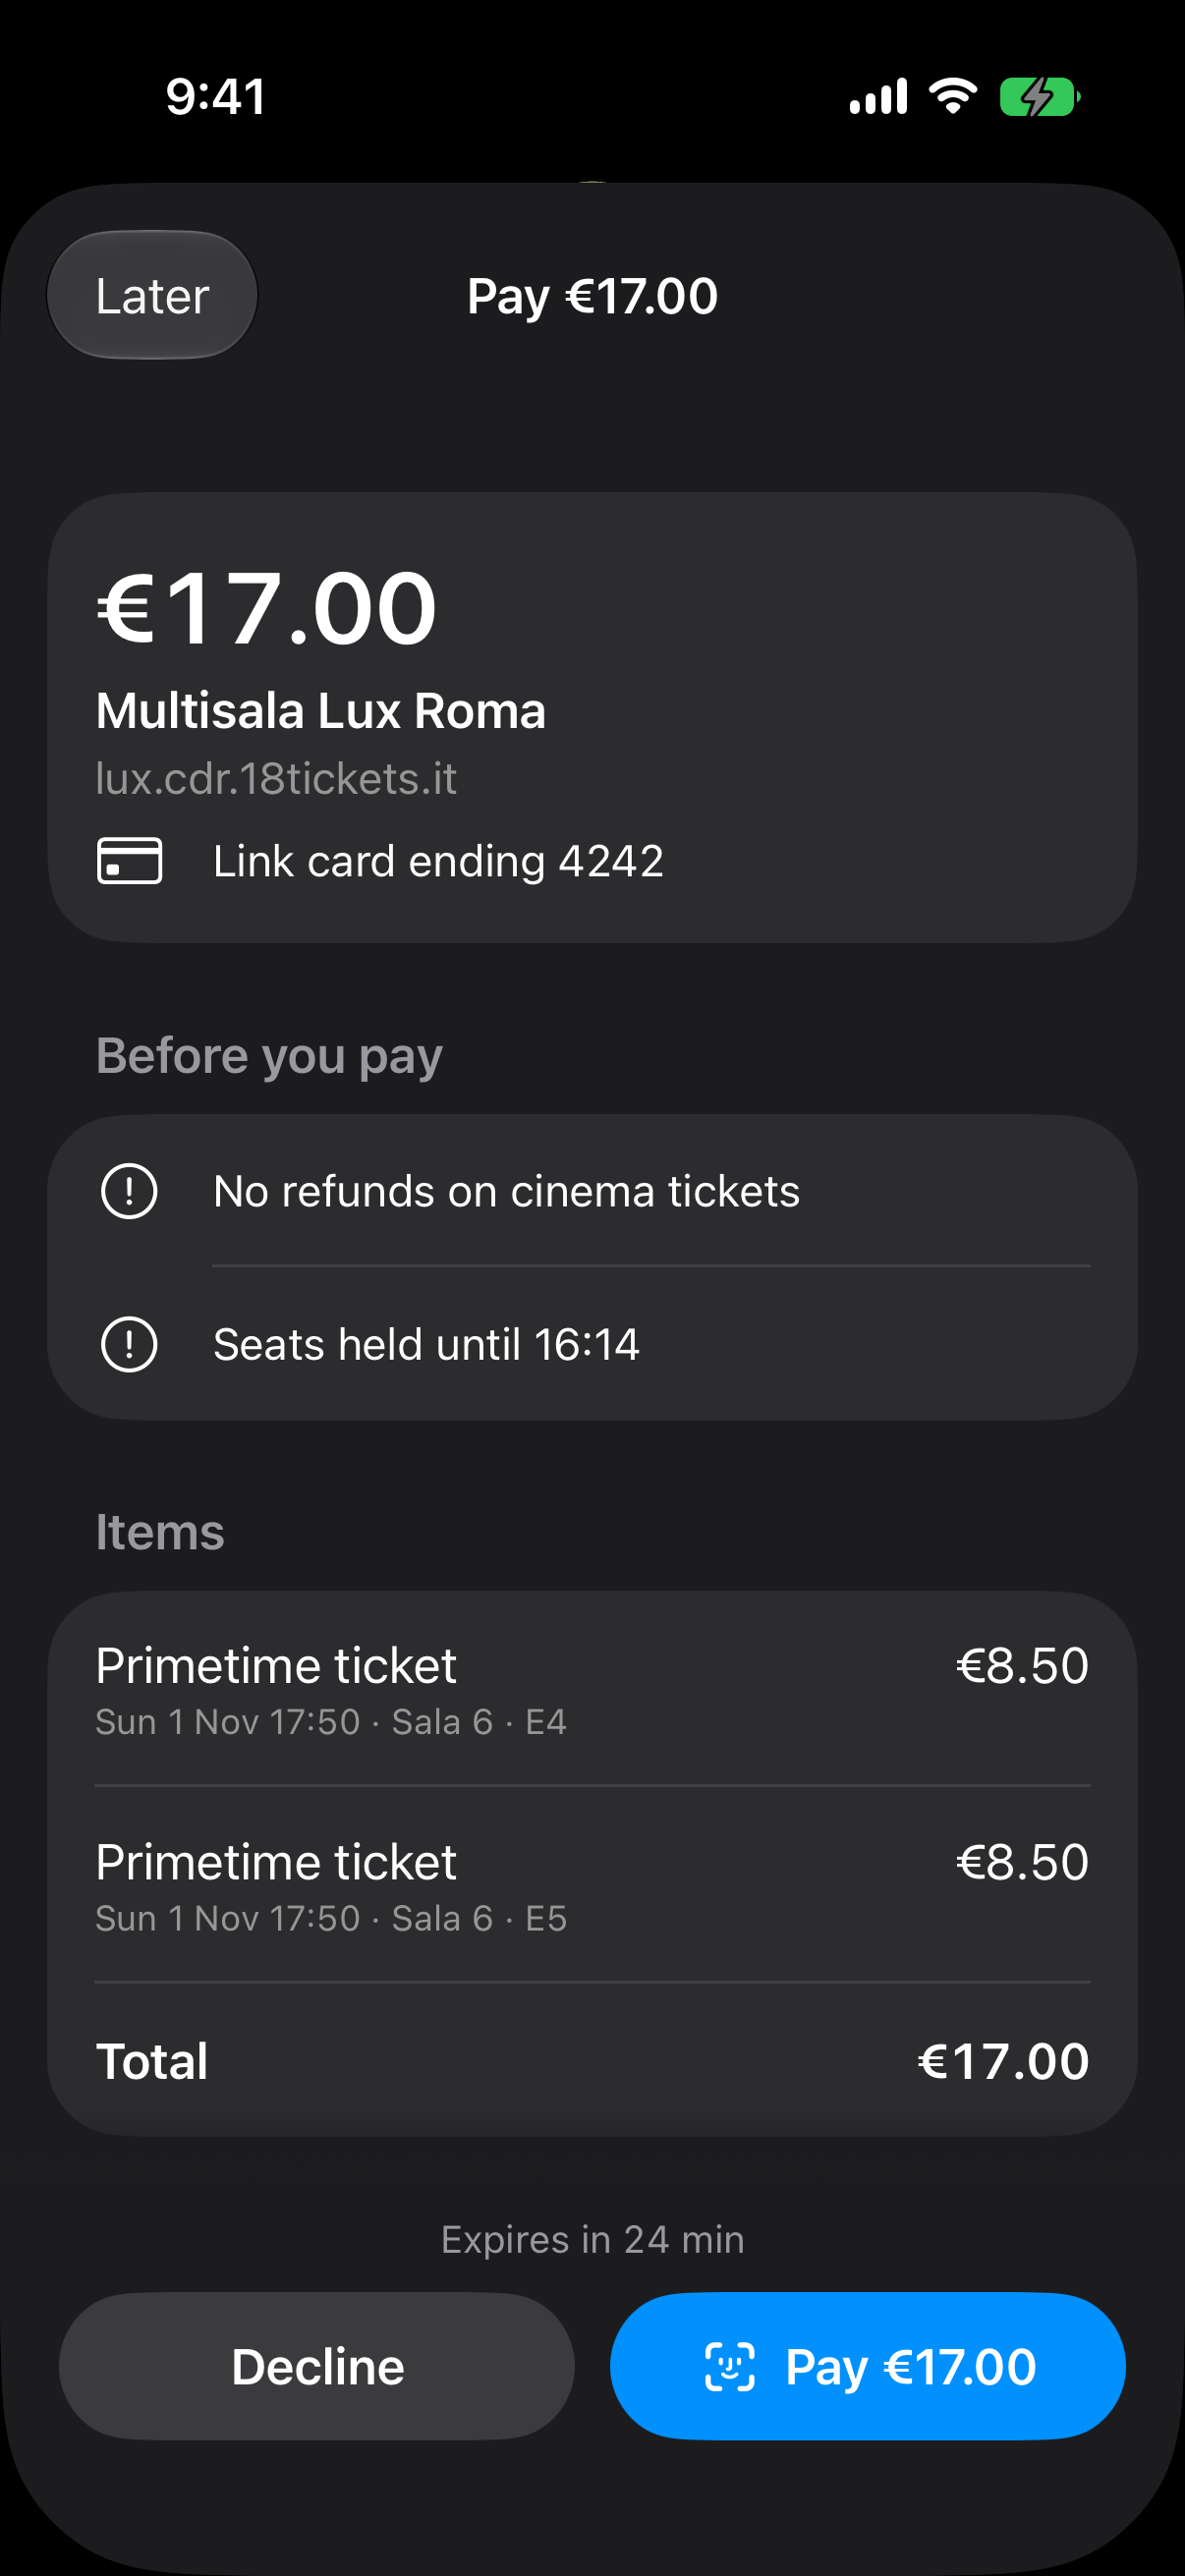 9:41
Later
Pay €17.00
€17.00
Multisala Lux Roma
lux.cdr.18tickets.it
Link card ending 4242
Before you pay
No refunds on cinema tickets
Seats held until 16:14
Items
Primetime ticket €8.50
Sun 1 Nov 17:50 · Sala 6 · E4
Primetime ticket €8.50
Sun 1 Nov 17:50 · Sala 6 · E5
Total €17.00
Expires in 24 min
Decline
Pay €17.00